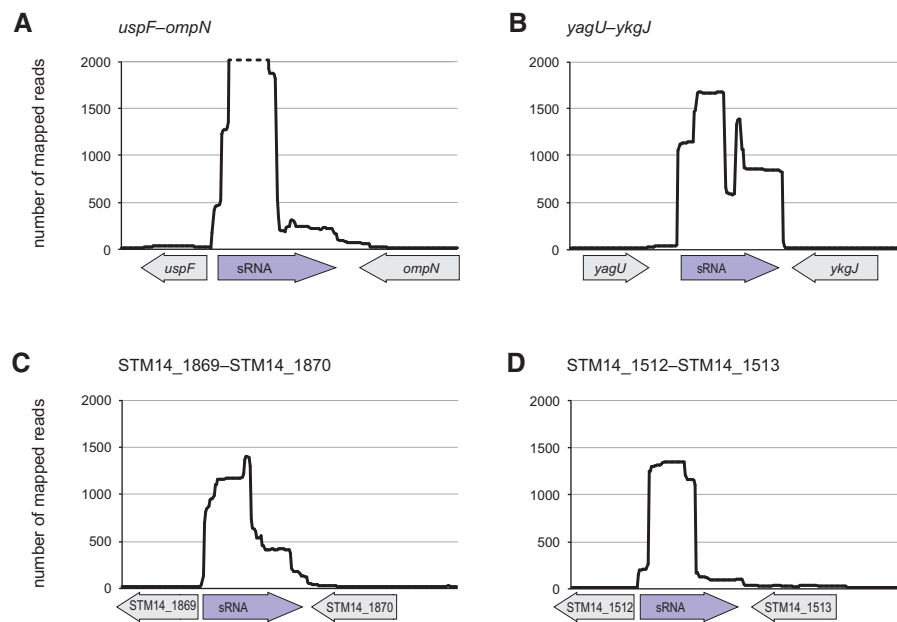 A
uspF–ompN
number of mapped reads
2000
1500
1000
500
0
uspF
sRNA
ompN
B
yagU–ykgJ
2000
1500
1000
500
0
yagU
sRNA
ykgJ
C
STM14_1869–STM14_1870
number of mapped reads
2000
1500
1000
500
0
STM14_1869
sRNA
STM14_1870
D
STM14_1512–STM14_1513
2000
1500
1000
500
0
STM14_1512
sRNA
STM14_1513